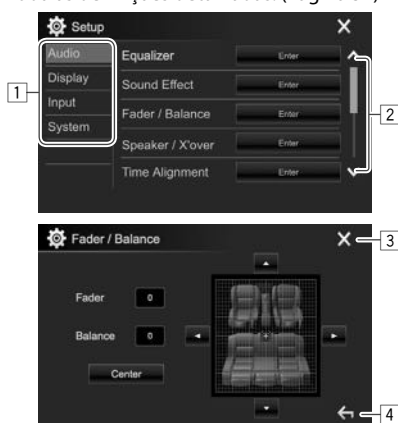 Setup
Audio
Display
Input
System
Equalizer Enter
Sound Effect Enter
Fader / Balance Enter
Speaker / X'over Enter
Time Alignment Enter
1
2
Fader / Balance
3
Fader 0
Balance 0
Center
4